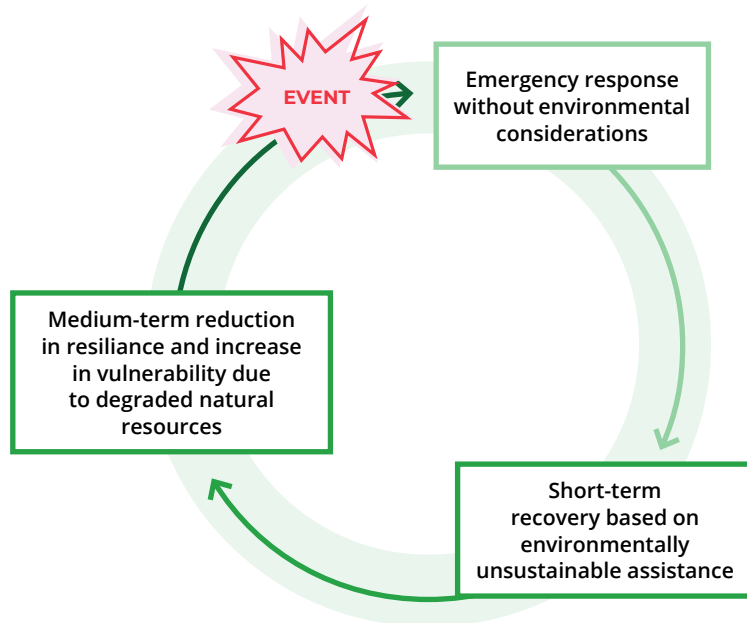 EVENT
Emergency response
without environmental
considerations
Short-term
recovery based on
environmentally
unsustainable assistance
Medium-term reduction
in resiliance and increase
in vulnerability due
to degraded natural
resources